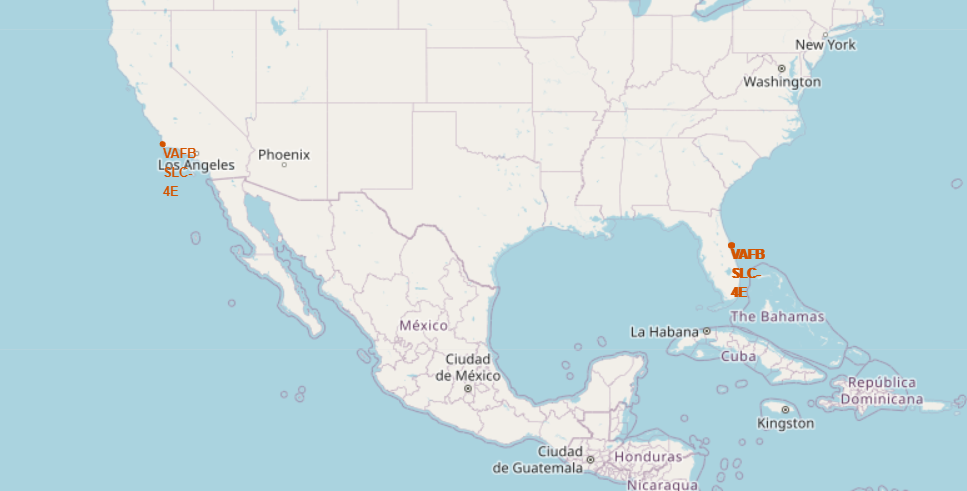 New York
Washington
VAFB
SLC-
4E
Los Angeles
Phoenix
VAFB
SLC-
4E
The Bahamas
México
La Habana
Cuba
Ciudad
de México
República
Dominicana
Kingston
Ciudad
de Guatemala
Honduras
Nicaragua